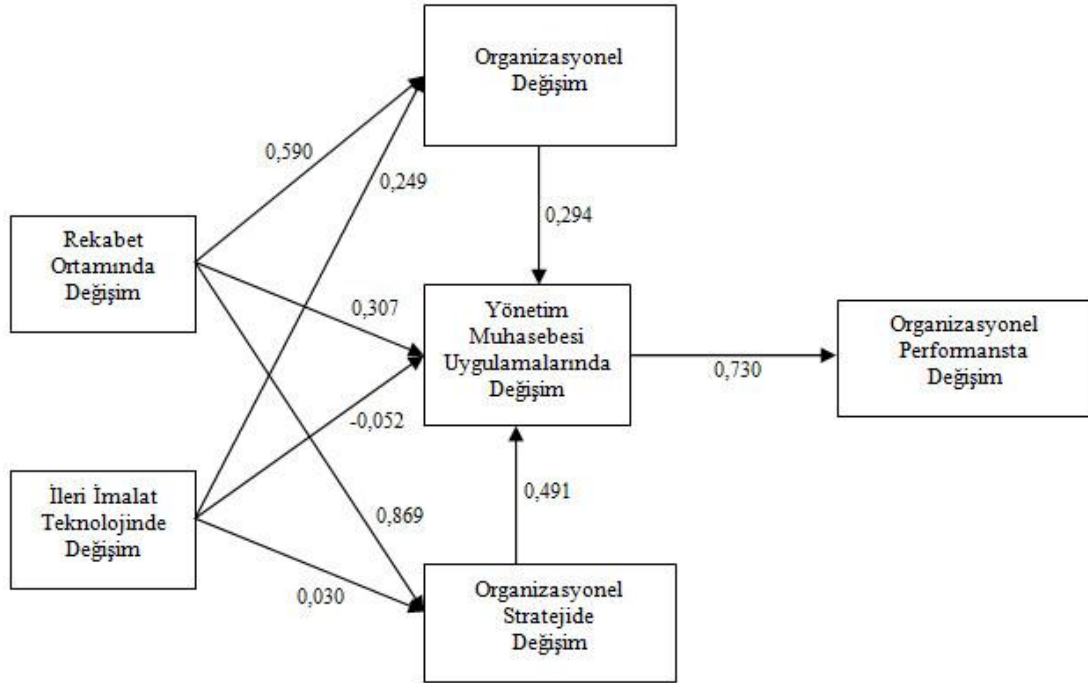 Organizasyonel
Değişim
0,590
0,249
0,294
Rekabet
Ortamında
Değişim
0,307
Yönetim
Muhasebesi
Uygulamalarında
Değişim
0,730
Organizasyonel
Performansta
Değişim
-0,052
İleri İmalat
Teknolojinde
Değişim
0,869
0,491
0,030
Organizasyonel
Stratejide
Değişim